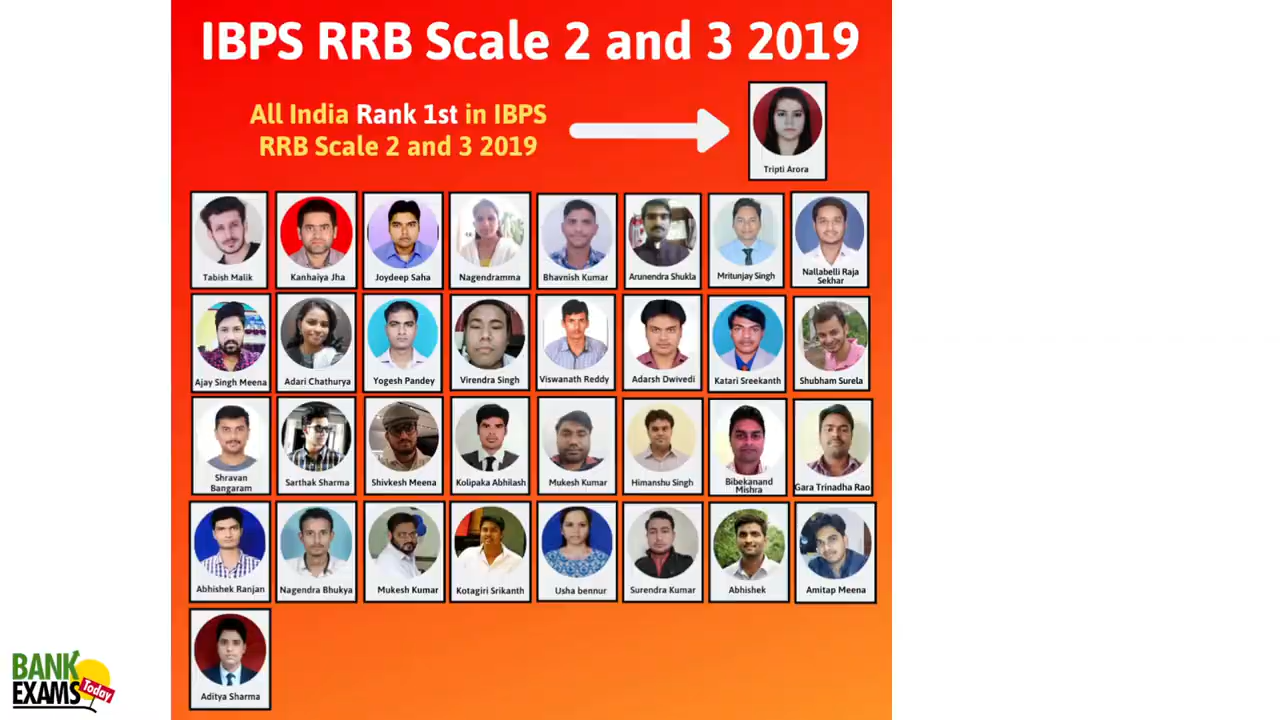 IBPS RRB Scale 2 and 3 2019
All India Rank 1st in IBPS
RRB Scale 2 and 3 2019
Tripti Arora
Tabish Malik
Kanhaiya Jha
Joydeep Saha
Nagendramma
Bhavnish Kumar
Arunendra Shukla
Mritunjay Singh
Nallabelli Raja
Sekhar
Ajay Singh Meena
Adari Chathurya
Yogesh Pandey
Virendra Singh
Viswanath Reddy
Adarsh Dwivedi
Katari Sreekanth
Shubham Surela
Shravan
Bangaram
Sarthak Sharma
Shivkesh Meena
Kolipaka Abhilash
Mukesh Kumar
Himanshu Singh
Bibekanand
Mishra
Gara Trinadha Rao
Abhishek Ranjan
Nagendra Bhukya
Mukesh Kumar
Kotagiri Srikanth
Usha bennur
Surendra Kumar
Abhishek
Amitap Meena
Aditya Sharma
BANK
EXAMS Today